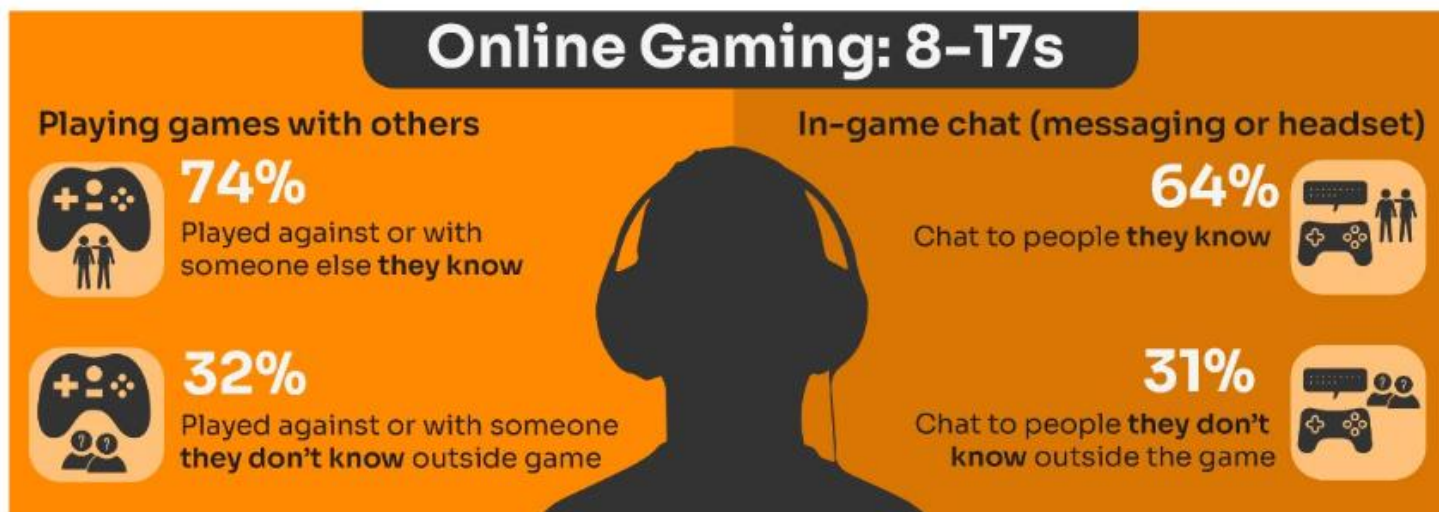 Online Gaming: 8-17s
Playing games with others
74%
Played against or with
someone else they know
32%
Played against or with someone
they don't know outside game
In-game chat (messaging or headset)
64%
Chat to people they know
31%
Chat to people they don't
know outside the game